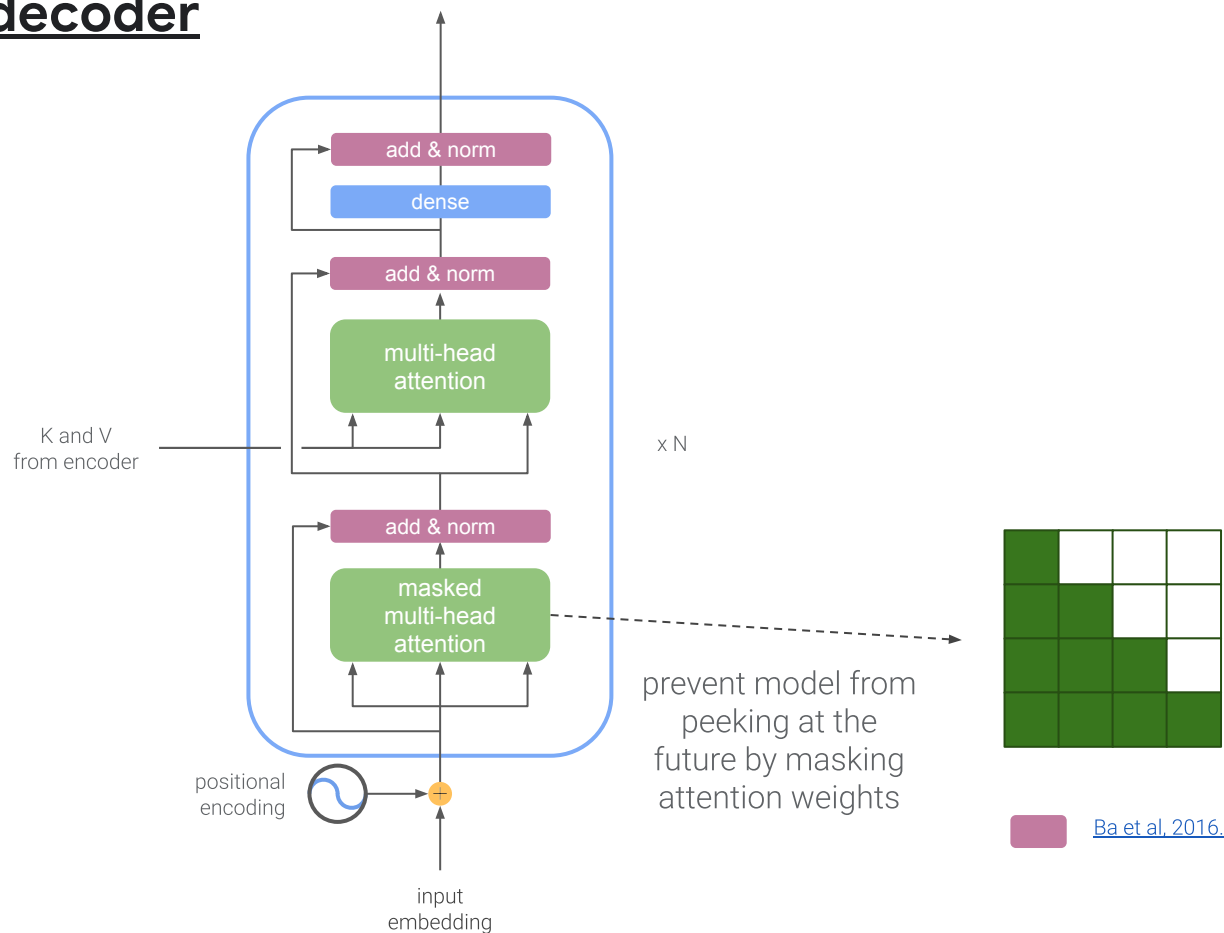 decoder
add & norm
dense
add & norm
multi-head
attention
K and V
from encoder
x N
add & norm
masked
multi-head
attention
prevent model from
peeking at the
future by masking
attention weights
positional
encoding
+
Ba et al, 2016.
input
embedding